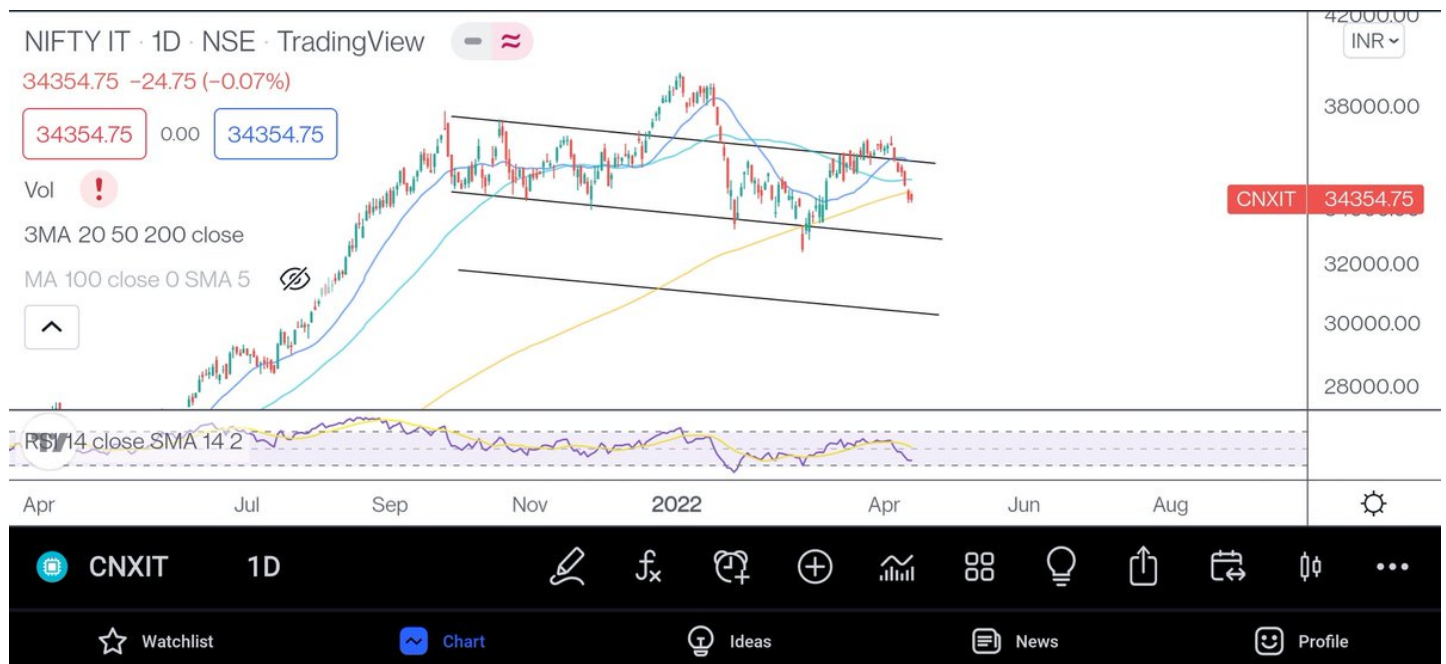 NIFTY IT · 1D · NSE · TradingView
42000.00
INR
34354.75 −24.75 (−0.07%)
34354.75 0.00 34354.75
38000.00
Vol
CNXIT 34354.75
3MA 20 50 200 close
MA 100 close 0 SMA 5
32000.00
30000.00
28000.00
RSI 14 close SMA 14 2
Apr Jul Sep Nov 2022 Apr Jun Aug
CNXIT 1D
Watchlist Chart Ideas News Profile